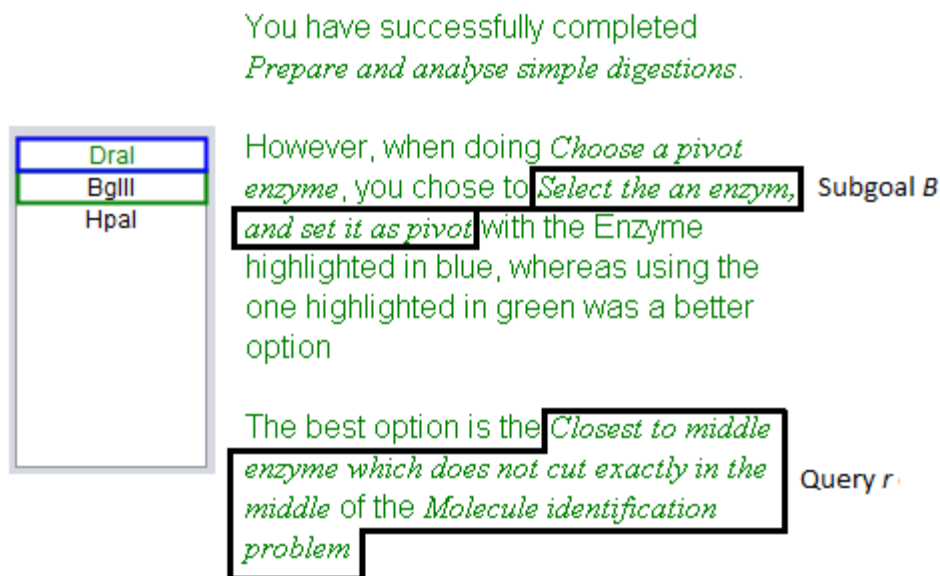 You have successfully completed
Prepare and analyse simple digestions.
DraI
BglII
HpaI
However, when doing Choose a pivot
enzyme, you chose to Select the an enzym,
and set it as pivot with the Enzyme
highlighted in blue, whereas using the
one highlighted in green was a better
option
Subgoal B
The best option is the Closest to middle
enzyme which does not cut exactly in the
middle of the Molecule identification
problem
Query r